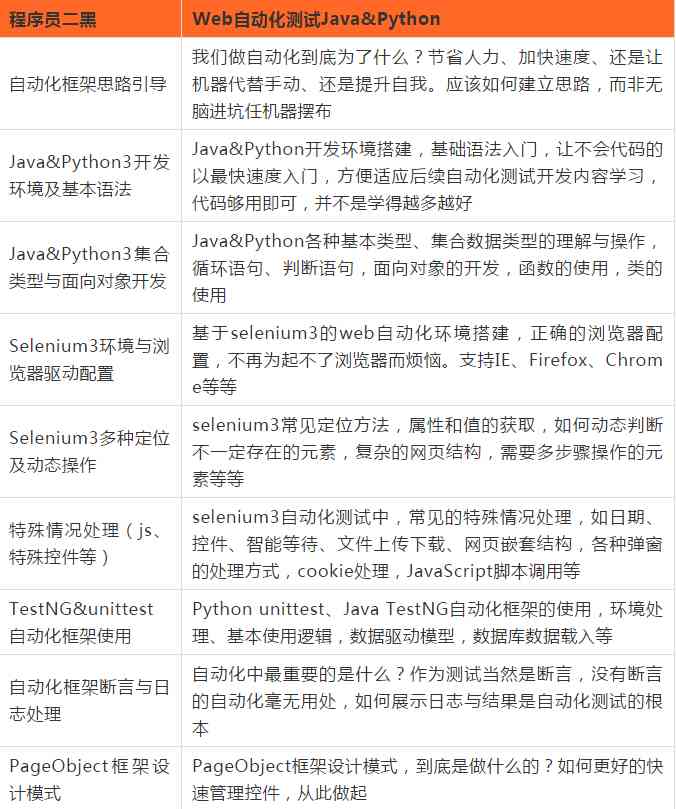 程序员二黑
Web自动化测试Java&Python
自动化框架思路引导
我们做自动化到底为了什么？节省人力、加快速度、还是让
机器代替手动、还是提升自我。应该如何建立思路，而非无
脑进坑任机器摆布
Java&Python3开发
环境及基本语法
Java&Python开发环境搭建，基础语法入门，让不会代码的
以最快速度入门，方便适应后续自动化测试开发内容学习，
代码够用即可，并不是学得越多越好
Java&Python3集合
类型与面向对象开发
Java&Python各种基本类型、集合数据类型的理解与操作，
循环语句、判断语句，面向对象的开发，函数的使用，类的
使用
Selenium3环境与浏
览器驱动配置
基于selenium3的web自动化环境搭建，正确的浏览器配
置，不再为起不了浏览器而烦恼。支持IE、Firefox、Chrom
e等等
Selenium3多种定位
及动态操作
selenium3常见定位方法，属性和值的获取，如何动态判断
不一定存在的元素，复杂的网页结构，需要多步骤操作的元
素等等
特殊情况处理（js、
特殊控件等）
selenium3自动化测试中，常见的特殊情况处理，如日期、
控件、智能等待、文件上传下载、网页嵌套结构，各种弹窗
的处理方式，cookie处理，JavaScript脚本调用等
TestNG&unittest
自动化框架使用
Python unittest、Java TestNG自动化框架的使用，环境处
理、基本使用逻辑，数据驱动模型，数据库数据载入等
自动化框架断言与日
志处理
自动化中最重要的是什么？作为测试当然是断言，没有断言
的自动化毫无用处，如何展示日志与结果是自动化测试的根
本
PageObject框架设
计模式
PageObject框架设计模式，到底是做什么的？如何更好的快
速管理控件，从此做起